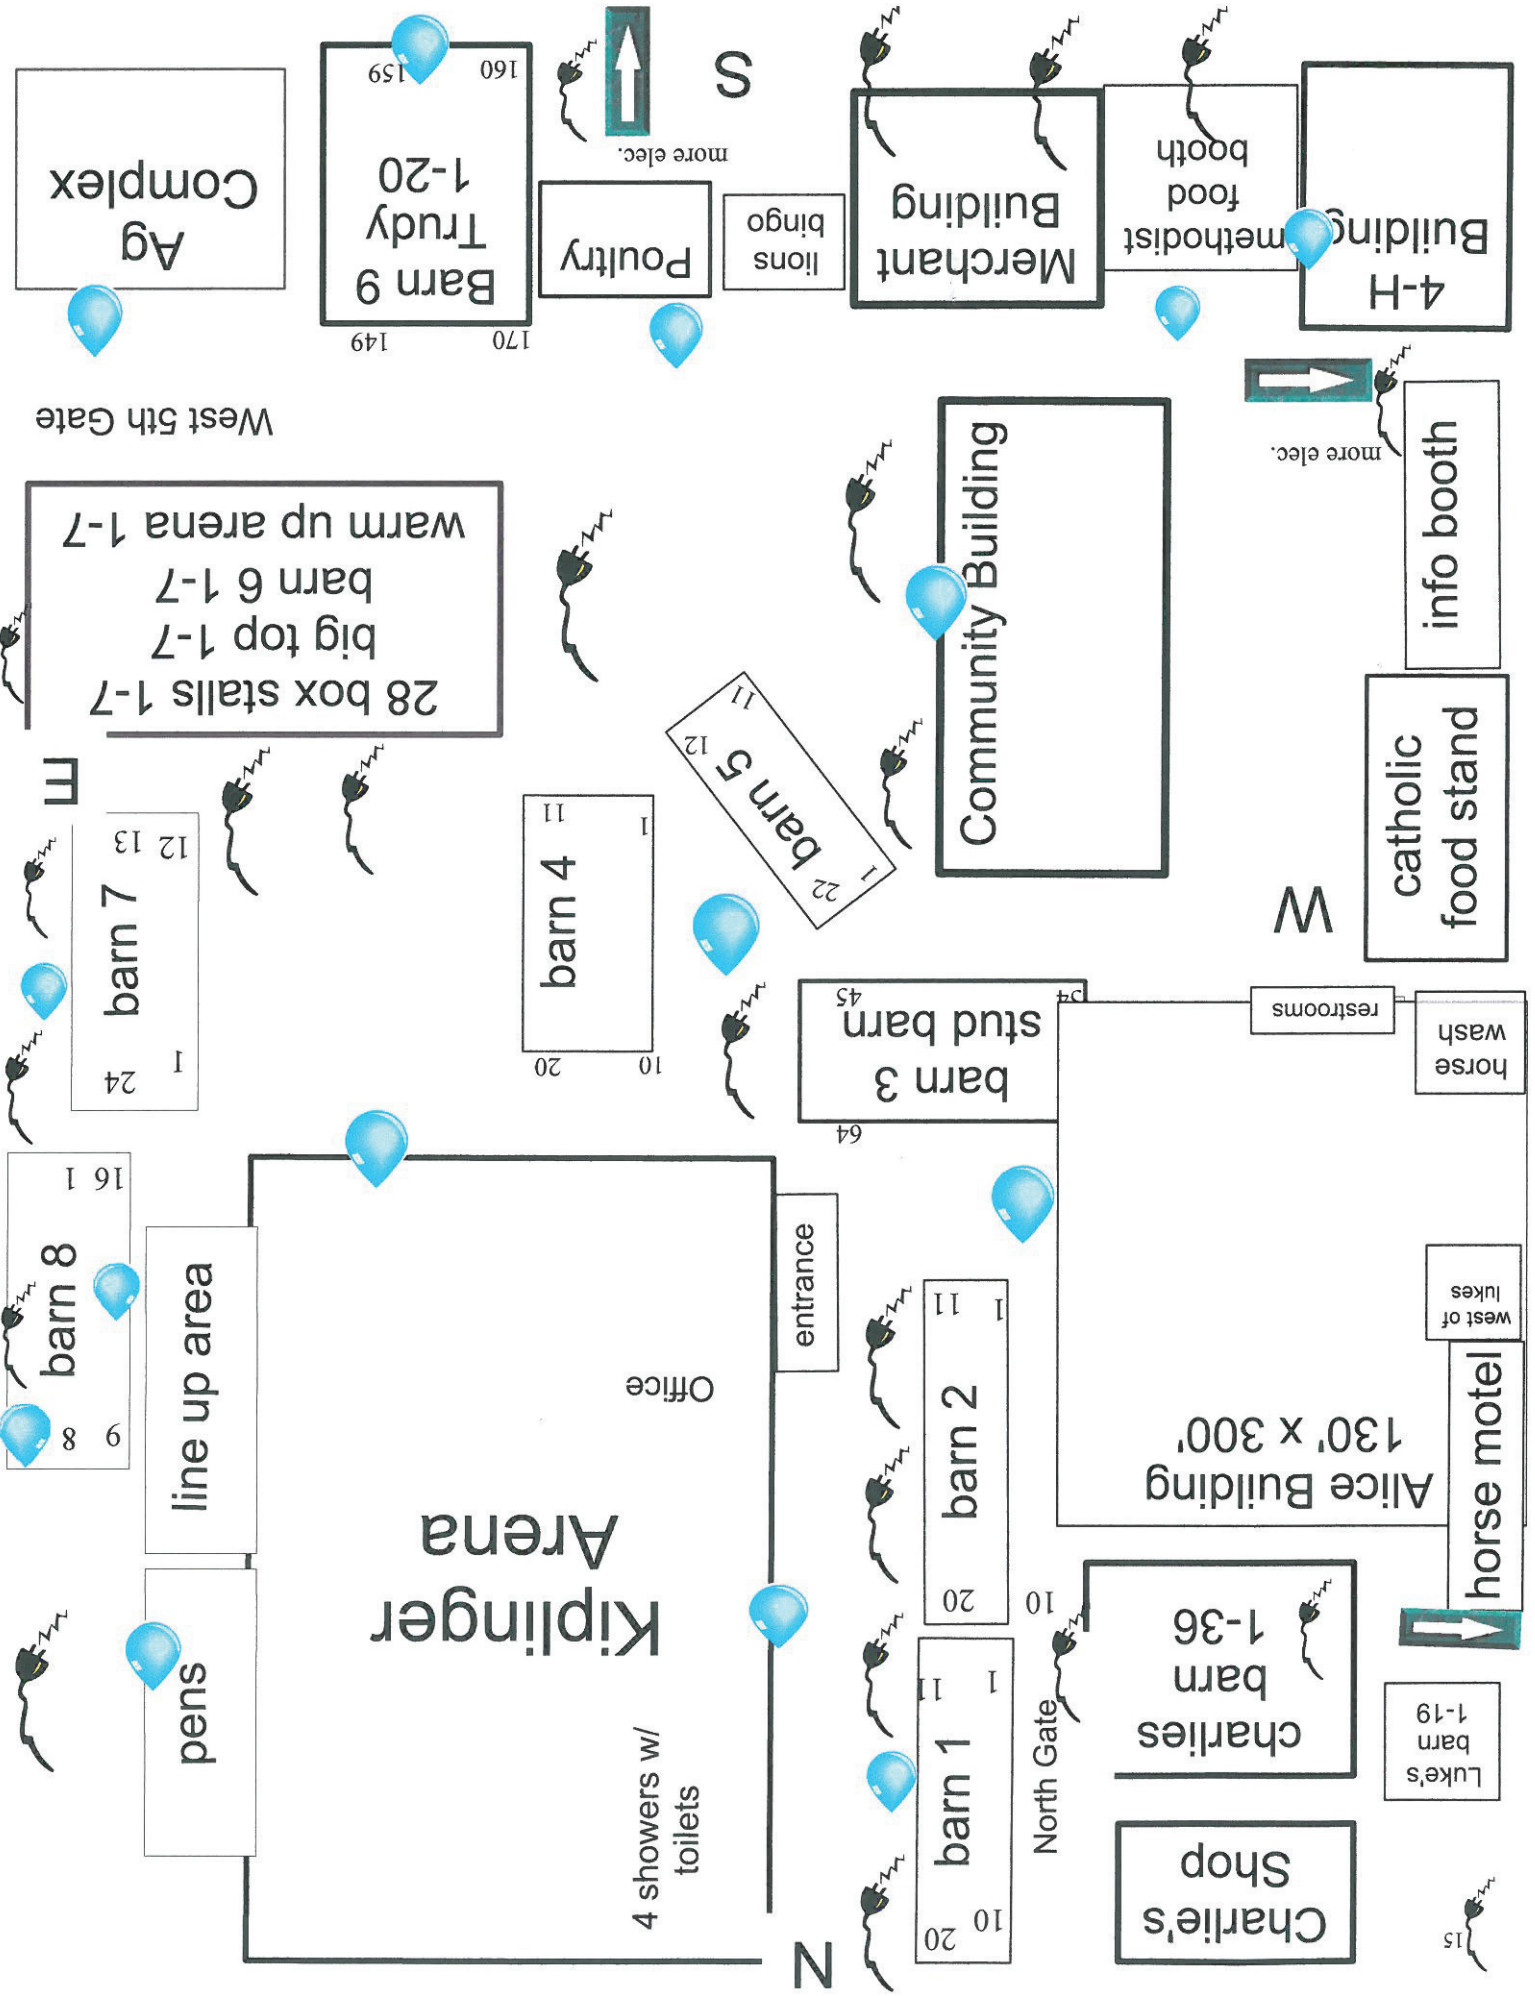 15
Charlie's
Shop
N
20
10
barn 1
11
1
North Gate
4 showers w/
toilets
Luke's
barn
1-19
charlies
barn
1-36
10
pens
Kiplinger
Arena
Office
horse motel
west of
lukes
Alice Building
130' x 300'
20
barn 2
11
1
entrance
line up area
9
8
barn 8
16
1
horse
wash
restrooms
64
barn 3
stud barn
54
45
10
20
barn 4
1
11
24
1
barn 7
13
12
E
W
catholic
food stand
info booth
Community Building
1
22
barn 5
12
11
28 box stalls 1-7
big top 1-7
barn 6 1-7
warm up arena 1-7
West 5th Gate
more elec.
4-H
Building
methodist
food
booth
Merchant
Building
lions
bingo
Poultry
more elec.
S
170
149
Barn 9
Trudy
1-20
160
159
Ag
Complex